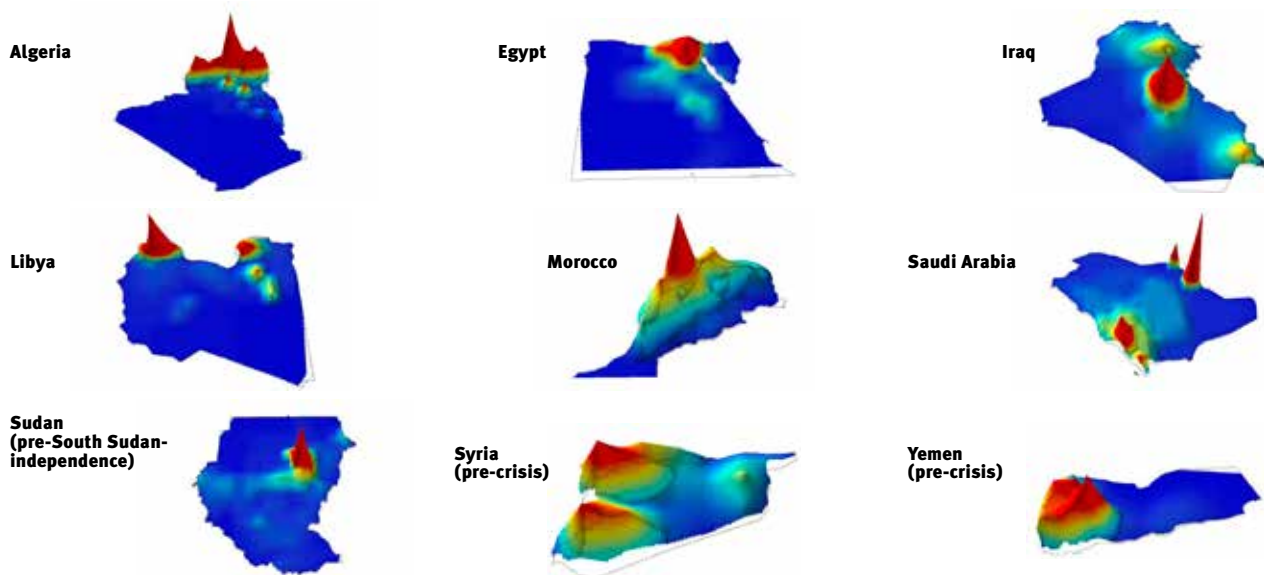 Algeria
Egypt
Iraq
Libya
Morocco
Saudi Arabia
Sudan
(pre-South Sudan-
independence)
Syria
(pre-crisis)
Yemen
(pre-crisis)